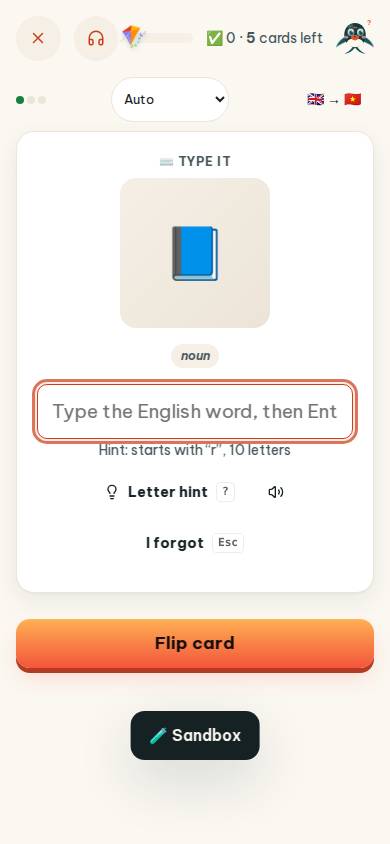 ✅ 0 · 5 cards left
?
Auto
🇬🇧 → 🇻🇳
⌨️ TYPE IT
noun
Type the English word, then Ent
Hint: starts with “r”, 10 letters
Letter hint ?
I forgot Esc
Flip card
🧪 Sandbox